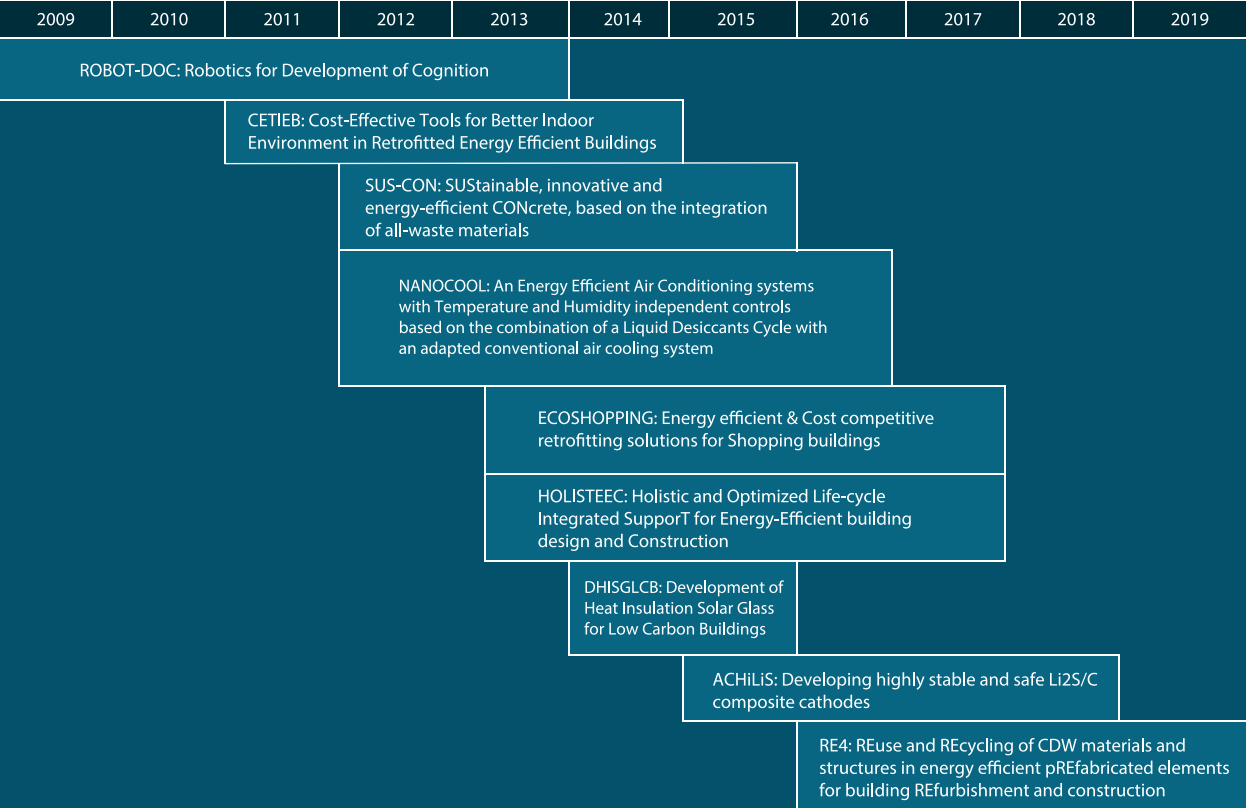 2009 2010 2011 2012 2013 2014 2015 2016 2017 2018 2019
ROBOT-DOC: Robotics for Development of Cognition
CETIEB: Cost-Effective Tools for Better Indoor
Environment in Retrofitted Energy Efficient Buildings
SUS-CON: SUStainable, innovative and
energy-efficient CONcrete, based on the integration
of all-waste materials
NANOCOOL: An Energy Efficient Air Conditioning systems
with Temperature and Humidity independent controls
based on the combination of a Liquid Desiccants Cycle with
an adapted conventional air cooling system
ECOSHOPPING: Energy efficient & Cost competitive
retrofitting solutions for Shopping buildings
HOLISTEEC: Holistic and Optimized Life-cycle
Integrated SupporT for Energy-Efficient building
design and Construction
DHISGLCB: Development of
Heat Insulation Solar Glass
for Low Carbon Buildings
ACHiLiS: Developing highly stable and safe Li2S/C
composite cathodes
RE4: REuse and REcycling of CDW materials and
structures in energy efficient pREfabricated elements
for building REfurbishment and construction